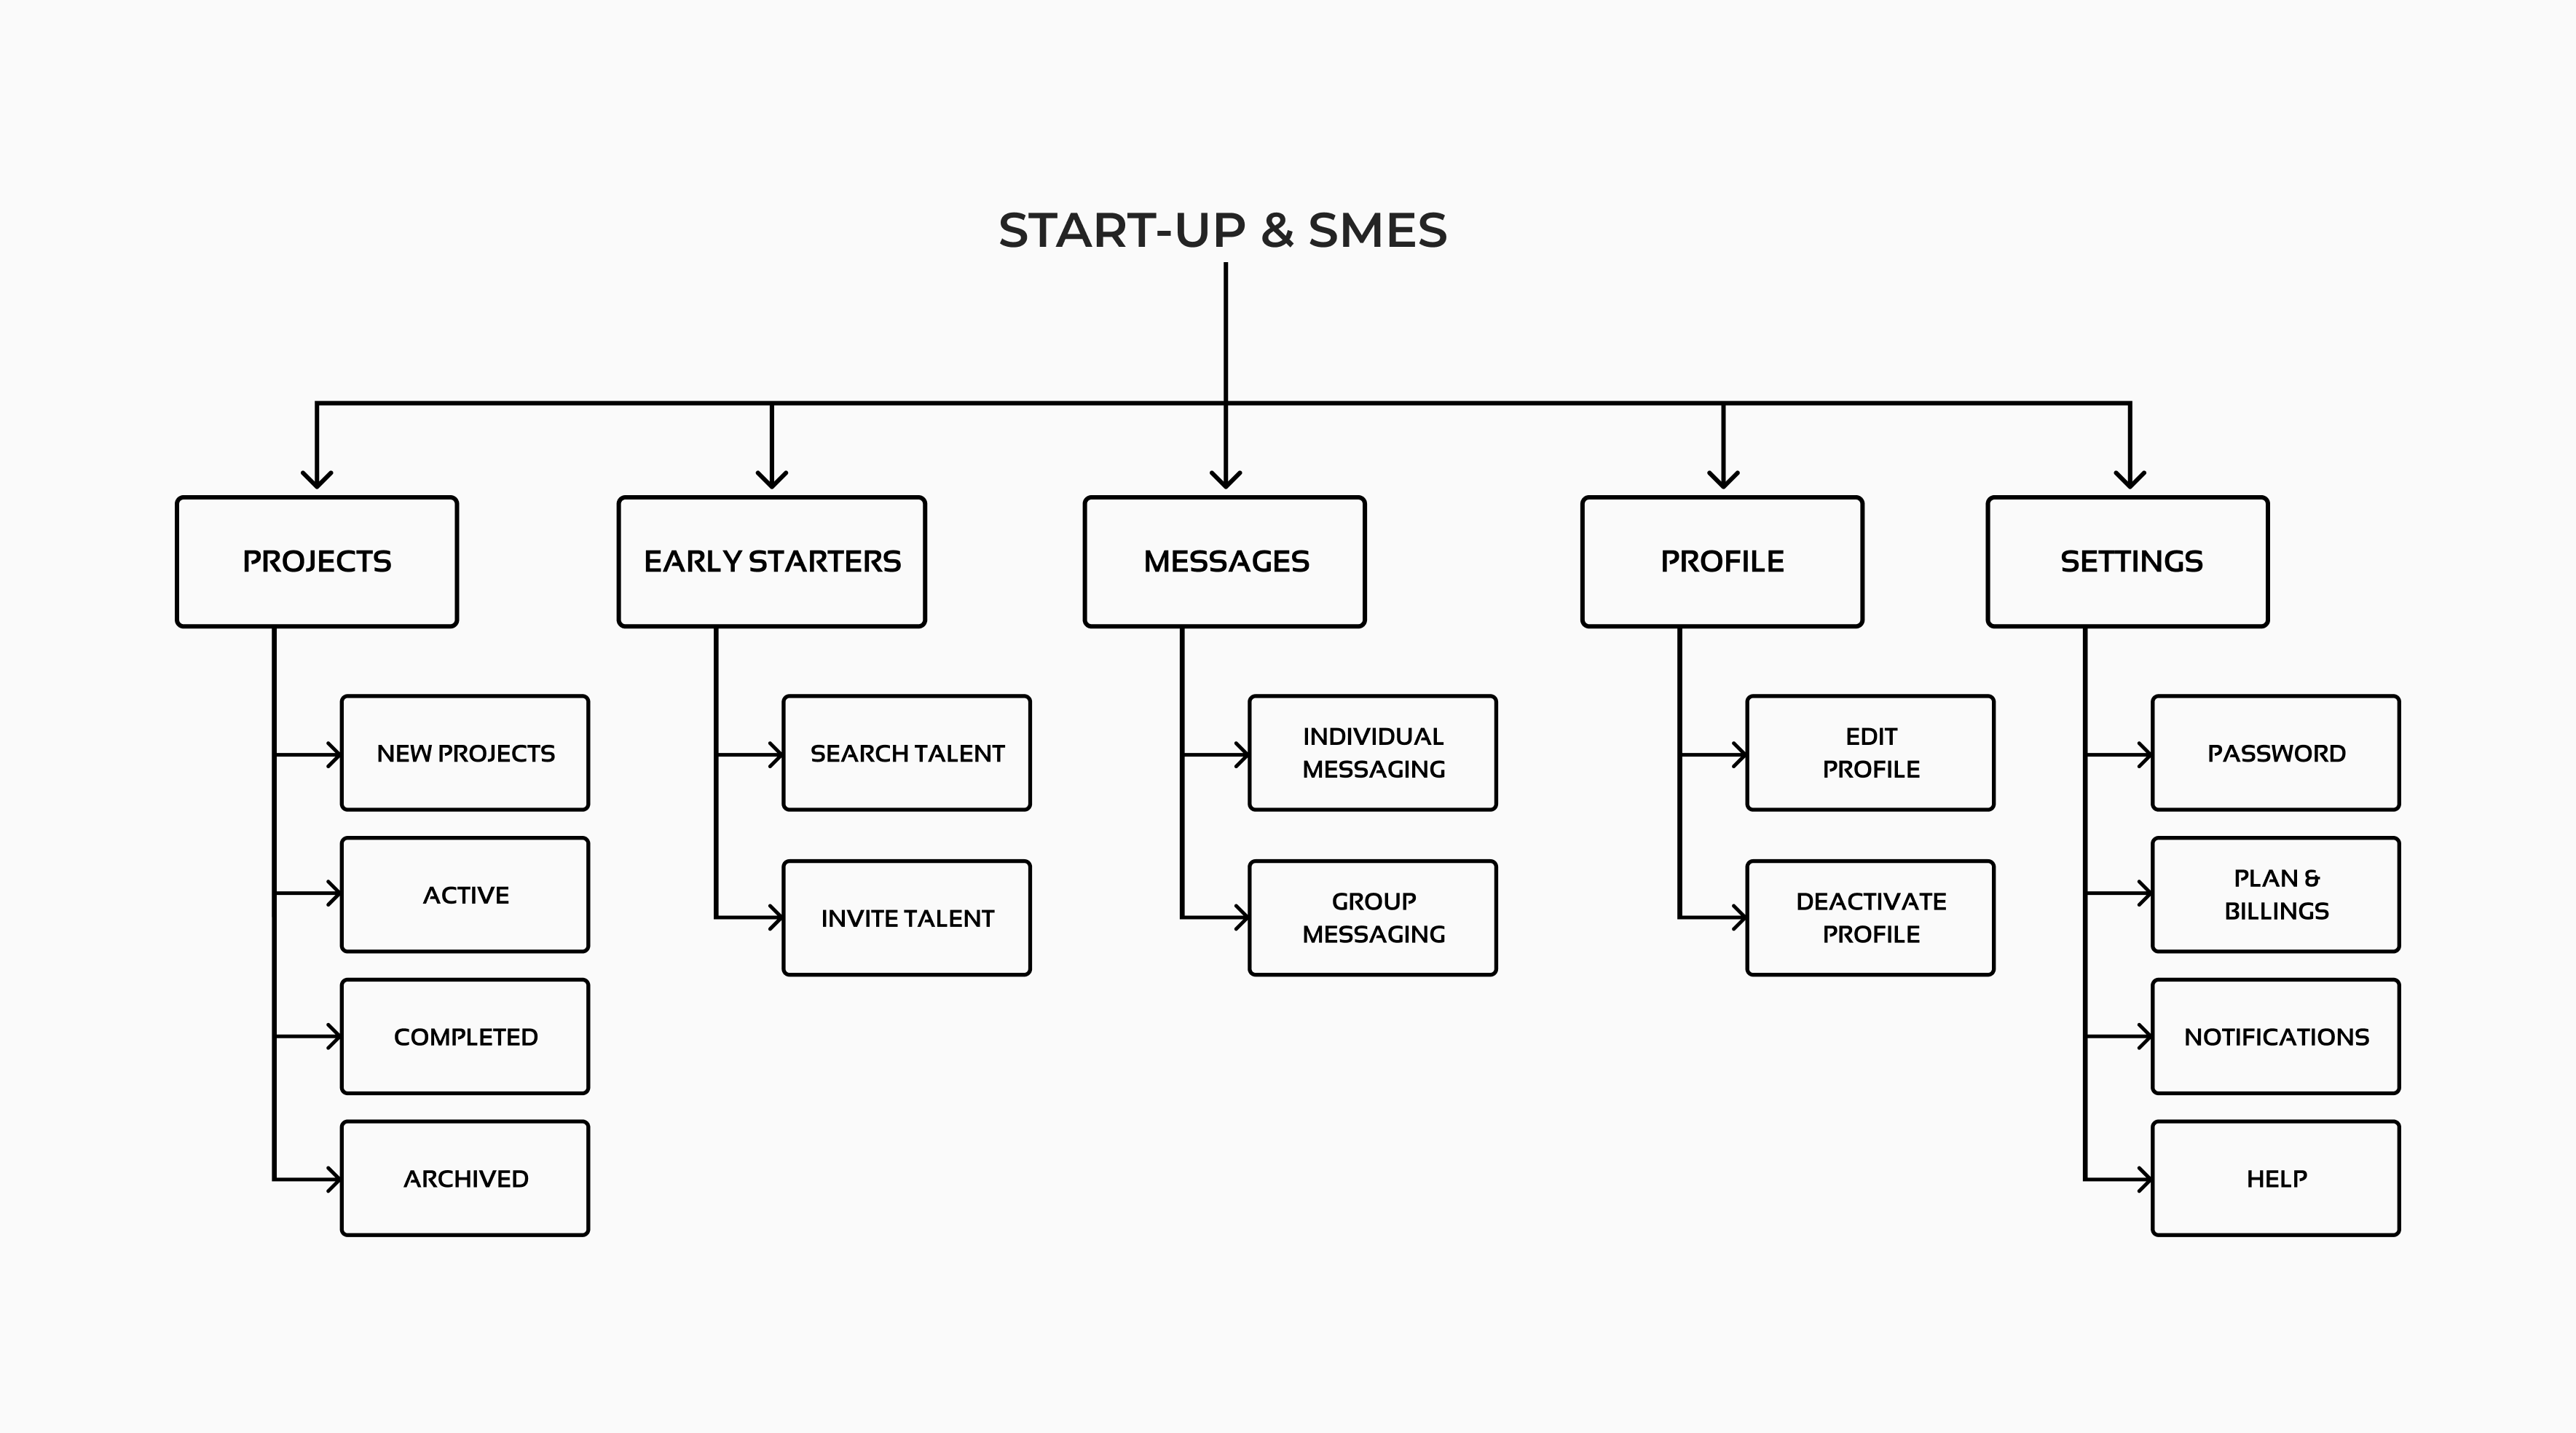 START-UP & SMES
PROJECTS
EARLY STARTERS
MESSAGES
PROFILE
SETTINGS
NEW PROJECTS
ACTIVE
COMPLETED
ARCHIVED
SEARCH TALENT
INVITE TALENT
INDIVIDUAL
MESSAGING
GROUP
MESSAGING
EDIT
PROFILE
DEACTIVATE
PROFILE
PASSWORD
PLAN &
BILLINGS
NOTIFICATIONS
HELP